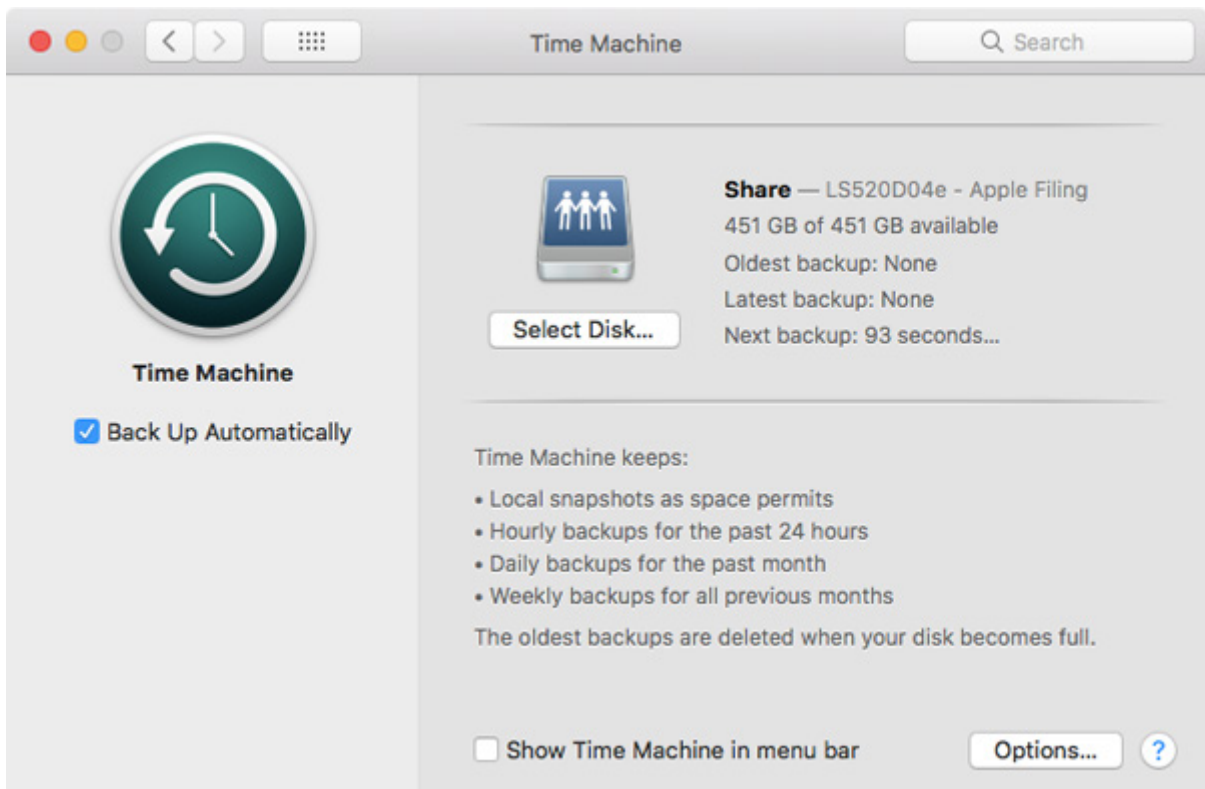 Time Machine
Search
Time Machine
Back Up Automatically
Share — LS520D04e - Apple Filing
451 GB of 451 GB available
Oldest backup: None
Latest backup: None
Next backup: 93 seconds...
Select Disk...
Time Machine keeps:
• Local snapshots as space permits
• Hourly backups for the past 24 hours
• Daily backups for the past month
• Weekly backups for all previous months
The oldest backups are deleted when your disk becomes full.
Show Time Machine in menu bar
Options...
?